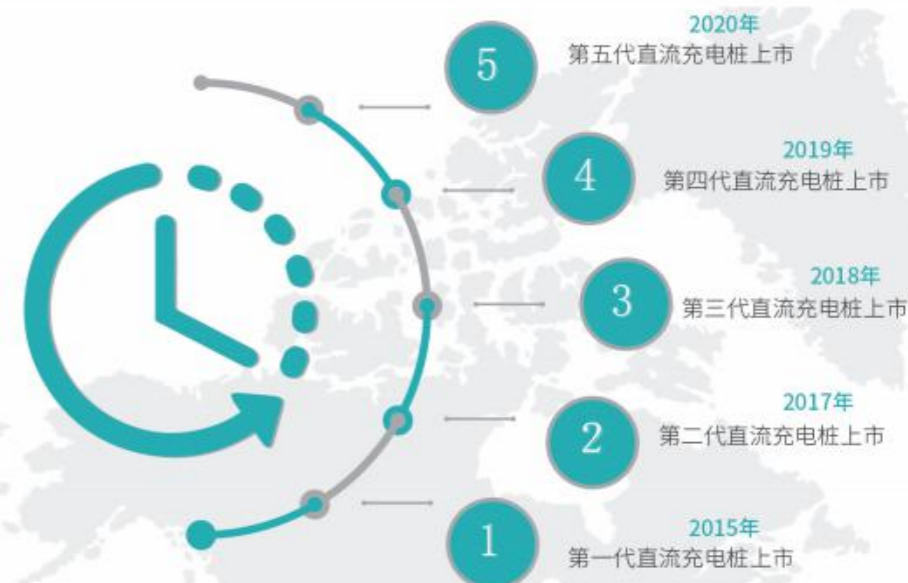 5
2020年
第五代直流充电桩上市
4
2019年
第四代直流充电桩上市
3
2018年
第三代直流充电桩上市
2
2017年
第二代直流充电桩上市
1
2015年
第一代直流充电桩上市